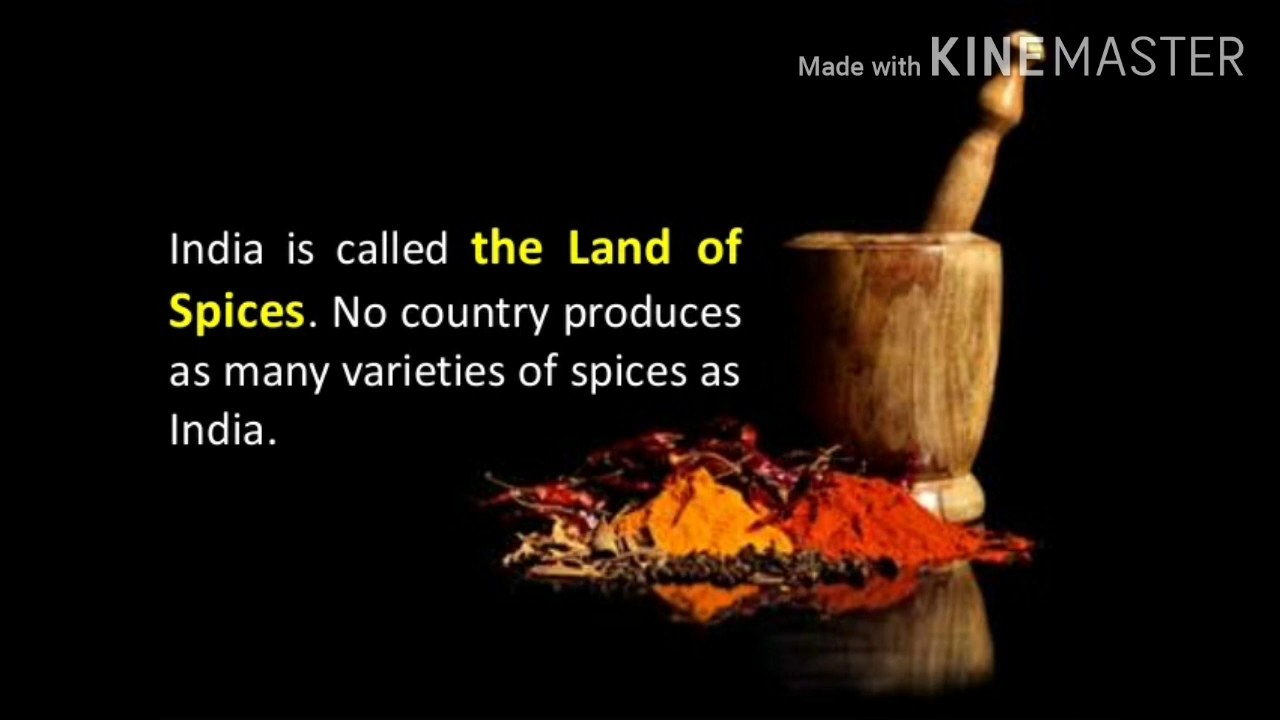 Made with KINEMASTER
India is called the Land of
Spices. No country produces
as many varieties of spices as
India.